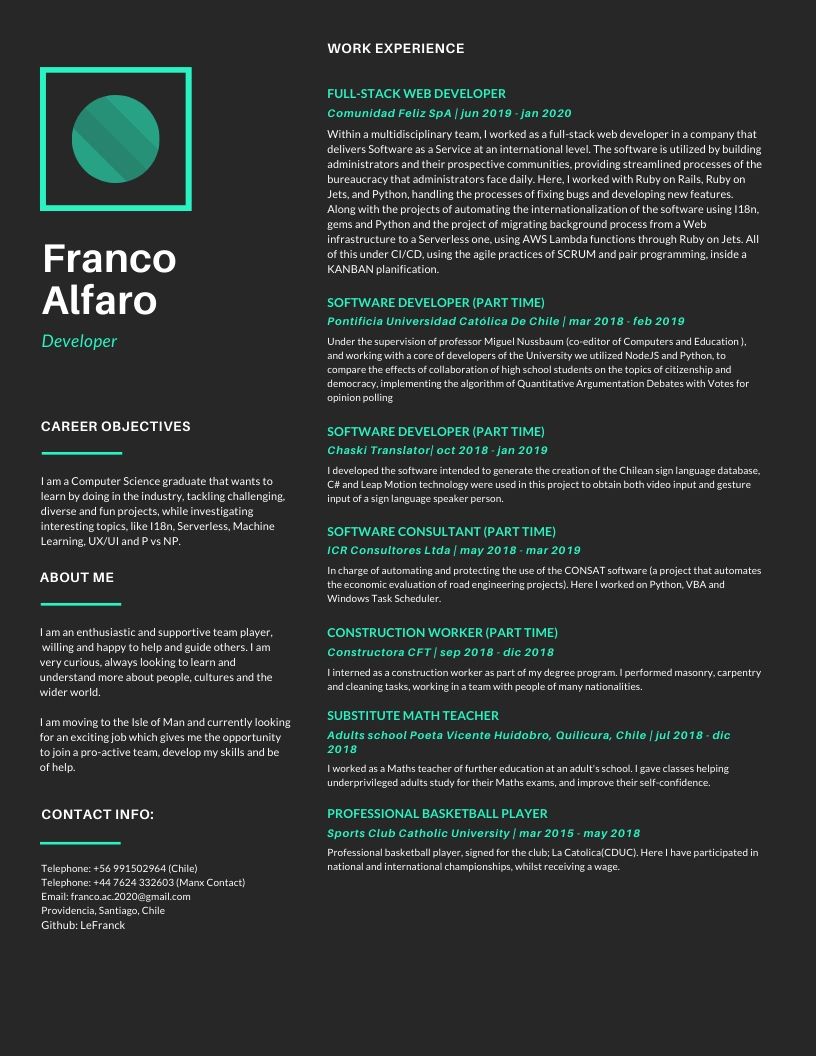 Franco
Alfaro
Developer
CAREER OBJECTIVES
I am a Computer Science graduate that wants to
learn by doing in the industry, tackling challenging,
diverse and fun projects, while investigating
interesting topics, like I18n, Serverless, Machine
Learning, UX/UI and P vs NP.
ABOUT ME
I am an enthusiastic and supportive team player,
willing and happy to help and guide others. I am
very curious, always looking to learn and
understand more about people, cultures and the
wider world.
I am moving to the Isle of Man and currently looking
for an exciting job which gives me the opportunity
to join a pro-active team, develop my skills and be
of help.
CONTACT INFO:
Telephone: +56 991502964 (Chile)
Telephone: +44 7624 332603 (Manx Contact)
Email: franco.ac.2020@gmail.com
Providencia, Santiago, Chile
Github: LeFranck
WORK EXPERIENCE
FULL-STACK WEB DEVELOPER
Comunidad Feliz SpA | jun 2019 - jan 2020
Within a multidisciplinary team, I worked as a full-stack web developer in a company that
delivers Software as a Service at an international level. The software is utilized by building
administrators and their prospective communities, providing streamlined processes of the
bureaucracy that administrators face daily. Here, I worked with Ruby on Rails, Ruby on
Jets, and Python, handling the processes of fixing bugs and developing new features.
Along with the projects of automating the internationalization of the software using I18n,
gems and Python and the project of migrating background process from a Web
infrastructure to a Serverless one, using AWS Lambda functions through Ruby on Jets. All
of this under CI/CD, using the agile practices of SCRUM and pair programming, inside a
KANBAN planification.
SOFTWARE DEVELOPER (PART TIME)
Pontificia Universidad Católica De Chile | mar 2018 - feb 2019
Under the supervision of professor Miguel Nussbaum (co-editor of Computers and Education ),
and working with a core of developers of the University we utilized NodeJS and Python, to
compare the effects of collaboration of high school students on the topics of citizenship and
democracy, implementing the algorithm of Quantitative Argumentation Debates with Votes for
opinion polling
SOFTWARE DEVELOPER (PART TIME)
Chaski Translator| oct 2018 - jan 2019
I developed the software intended to generate the creation of the Chilean sign language database,
C# and Leap Motion technology were used in this project to obtain both video input and gesture
input of a sign language speaker person.
SOFTWARE CONSULTANT (PART TIME)
ICR Consultores Ltda | may 2018 - mar 2019
In charge of automating and protecting the use of the CONSAT software (a project that automates
the economic evaluation of road engineering projects). Here I worked on Python, VBA and
Windows Task Scheduler.
CONSTRUCTION WORKER (PART TIME)
Constructora CFT | sep 2018 - dic 2018
I interned as a construction worker as part of my degree program. I performed masonry, carpentry
and cleaning tasks, working in a team with people of many nationalities.
SUBSTITUTE MATH TEACHER
Adults school Poeta Vicente Huidobro, Quilicura, Chile | jul 2018 - dic
2018
I worked as a Maths teacher of further education at an adult's school. I gave classes helping
underprivileged adults study for their Maths exams, and improve their self-confidence.
PROFESSIONAL BASKETBALL PLAYER
Sports Club Catholic University | mar 2015 - may 2018
Professional basketball player, signed for the club; La Catolica(CDUC). Here I have participated in
national and international championships, whilst receiving a wage.